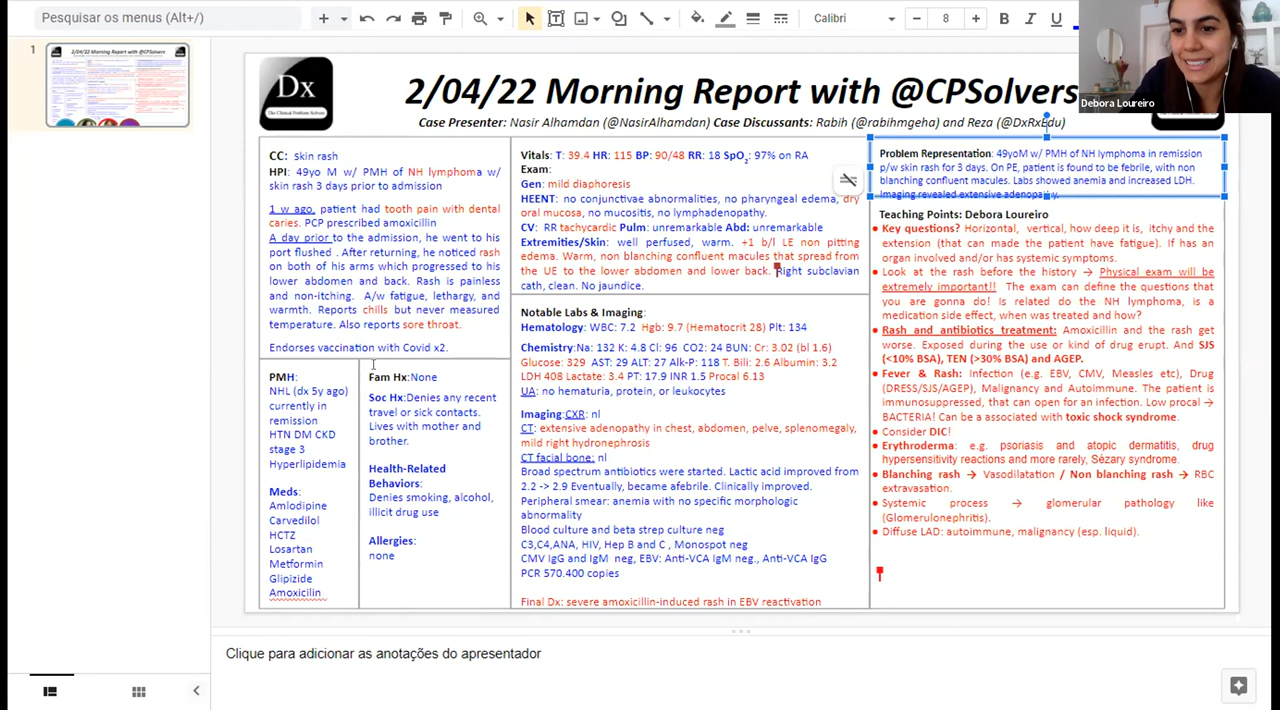 Pesquisar os menus (Alt+/)
Calibri
8
B I U
1
Debora Loureiro
Dx
The Clinical Problem Solvers
2/04/22 Morning Report with @CPSolvers
Case Presenter: Nasir Alhamdan (@NasirAlhamdan) Case Discussants: Rabih (@rabihmgeha) and Reza (@DxRxEdu)
CC: skin rash
HPI: 49yo M w/ PMH of NH lymphoma w/
skin rash 3 days prior to admission
1 w ago, patient had tooth pain with dental
caries. PCP prescribed amoxicillin
A day prior to the admission, he went to his
port flushed . After returning, he noticed rash
on both of his arms which progressed to his
lower abdomen and back. Rash is painless
and non-itching. A/w fatigue, lethargy, and
warmth. Reports chills but never measured
temperature. Also reports sore throat.
Endorses vaccination with Covid x2.
PMH:
NHL (dx 5y ago)
currently in
remission
HTN DM CKD
stage 3
Hyperlipidemia
Meds:
Amlodipine
Carvedilol
HCTZ
Losartan
Metformin
Glipizide
Amoxicilin
Fam Hx:None
Soc Hx:Denies any recent
travel or sick contacts.
Lives with mother and
brother.
Health-Related
Behaviors:
Denies smoking, alcohol,
illicit drug use
Allergies:
none
Vitals: T: 39.4 HR: 115 BP: 90/48 RR: 18 SpO2: 97% on RA
Exam:
Gen: mild diaphoresis
HEENT: no conjunctivae abnormalities, no pharyngeal edema, dry
oral mucosa, no mucositis, no lymphadenopathy.
CV: RR tachycardic Pulm: unremarkable Abd: unremarkable
Extremities/Skin: well perfused, warm. +1 b/l LE non pitting
edema. Warm, non blanching confluent macules that spread from
the UE to the lower abdomen and lower back. Right subclavian
cath, clean. No jaundice.
Notable Labs & Imaging:
Hematology: WBC: 7.2 Hgb: 9.7 (Hematocrit 28) Plt: 134
Chemistry:Na: 132 K: 4.8 Cl: 96 CO2: 24 BUN: Cr: 3.02 (bl 1.6)
Glucose: 329 AST: 29 ALT: 27 Alk-P: 118 T. Bili: 2.6 Albumin: 3.2
LDH 408 Lactate: 3.4 PT: 17.9 INR 1.5 Procal 6.13
UA: no hematuria, protein, or leukocytes
Imaging:CXR: nl
CT: extensive adenopathy in chest, abdomen, pelve, splenomegaly,
mild right hydronephrosis
CT facial bone: nl
Broad spectrum antibiotics were started. Lactic acid improved from
2.2 -> 2.9 Eventually, became afebrile. Clinically improved.
Peripheral smear: anemia with no specific morphologic
abnormality
Blood culture and beta strep culture neg
C3,C4,ANA, HIV, Hep B and C , Monospot neg
CMV IgG and IgM neg, EBV: Anti-VCA IgM neg., Anti-VCA IgG
PCR 570.400 copies
Final Dx: severe amoxicillin-induced rash in EBV reactivation
Problem Representation: 49yoM w/ PMH of NH lymphoma in remission
p/w skin rash for 3 days. On PE, patient is found to be febrile, with non
blanching confluent macules. Labs showed anemia and increased LDH.
Imaging revealed extensive adenopathy.
Teaching Points: Debora Loureiro
Key questions? Horizontal, vertical, how deep it is, itchy and the
extension (that can made the patient have fatigue). If has an
organ involved and/or has systemic symptoms.
Look at the rash before the history → Physical exam will be
extremely important!! The exam can define the questions that
you are gonna do! Is related do the NH lymphoma, is a
medication side effect, when was treated and how?
Rash and antibiotics treatment: Amoxicillin and the rash get
worse. Exposed during the use or kind of drug erupt. And SJS
(<10% BSA), TEN (>30% BSA) and AGEP.
Fever & Rash: Infection (e.g. EBV, CMV, Measles etc), Drug
(DRESS/SJS/AGEP), Malignancy and Autoimmune. The patient is
immunosuppressed, that can open for an infection. Low procal →
BACTERIA! Can be a associated with toxic shock syndrome.
Consider DIC!
Erythroderma: e.g. psoriasis and atopic dermatitis, drug
hypersensitivity reactions and more rarely, Sézary syndrome.
Blanching rash → Vasodilatation / Non blanching rash → RBC
extravasation.
Systemic process → glomerular pathology like
(Glomerulonephritis).
Diffuse LAD: autoimmune, malignancy (esp. liquid).
Clique para adicionar as anotações do apresentador